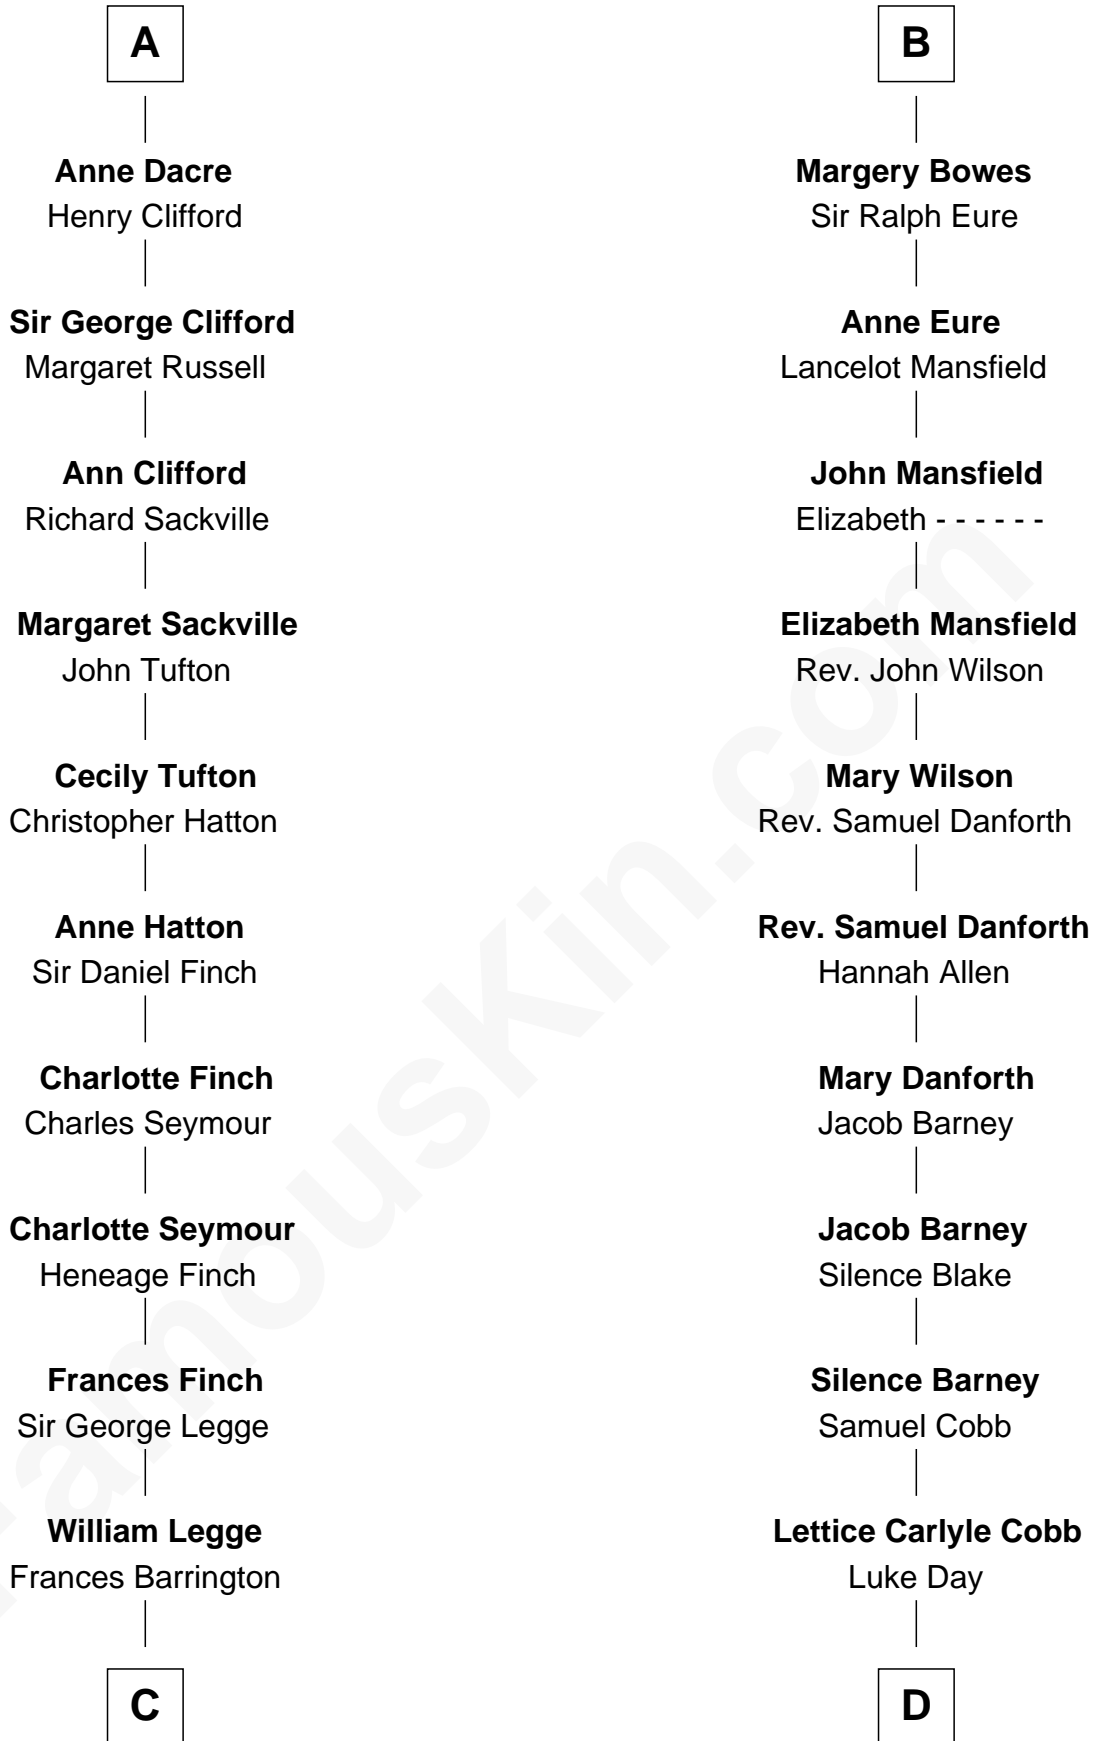 A
Anne Dacre
Henry Clifford
Sir George Clifford
Margaret Russell
Ann Clifford
Richard Sackville
Margaret Sackville
John Tufton
Cecily Tufton
Christopher Hatton
Anne Hatton
Sir Daniel Finch
Charlotte Finch
Charles Seymour
Charlotte Seymour
Heneage Finch
Frances Finch
Sir George Legge
William Legge
Frances Barrington
C
B
Margery Bowes
Sir Ralph Eure
Anne Eure
Lancelot Mansfield
John Mansfield
Elizabeth - - - - - -
Elizabeth Mansfield
Rev. John Wilson
Mary Wilson
Rev. Samuel Danforth
Rev. Samuel Danforth
Hannah Allen
Mary Danforth
Jacob Barney
Jacob Barney
Silence Blake
Silence Barney
Samuel Cobb
Lettice Carlyle Cobb
Luke Day
D
FamousKin.com